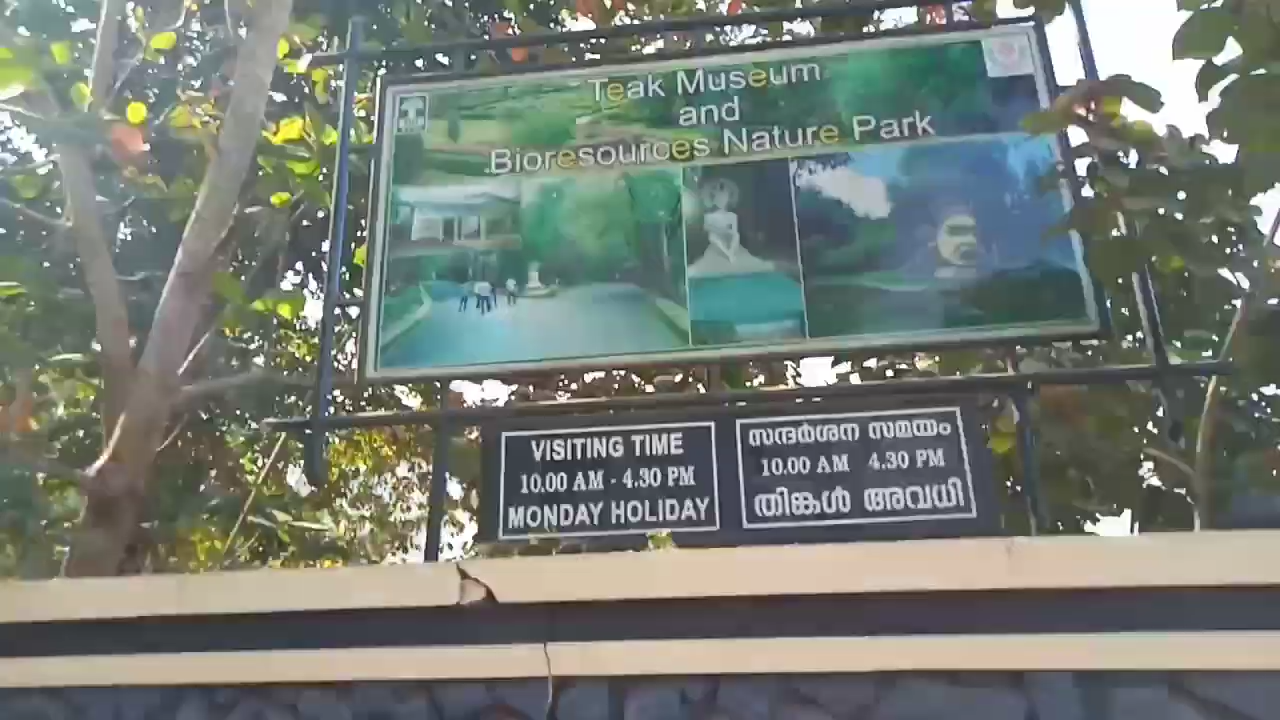 Teak Museum
and
Bioresources Nature Park
VISITING TIME
10.00 AM - 4.30 PM
MONDAY HOLIDAY
സന്ദർശന സമയം
10.00 AM 4.30 PM
തിങ്കൾ അവധി